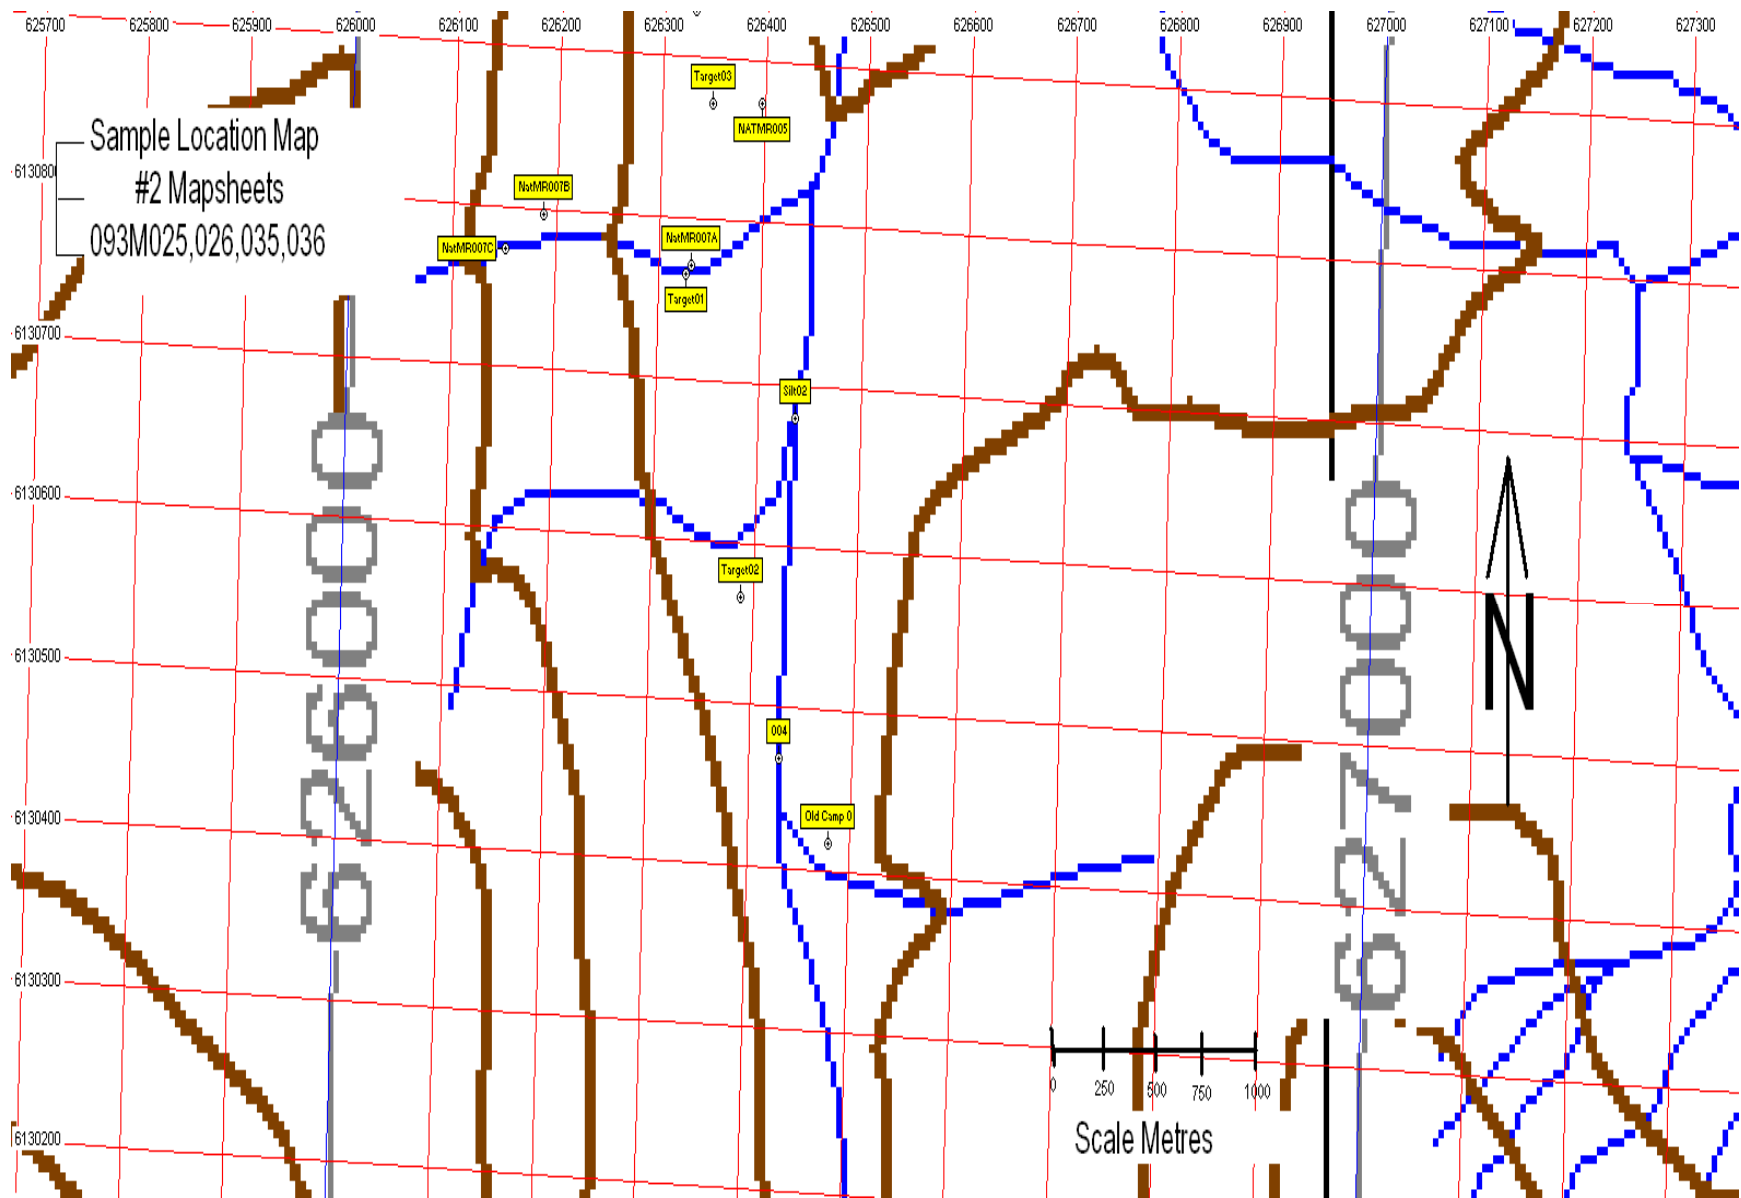 625700 625800 625900 626000 626100 626200 626300 626400 626500 626600 626700 626800 626900 627000 627100 627200 627300
Target03
NATMR005
Sample Location Map
#2 Mapsheets
093M025,026,035,036
6130800
NatMR007B
NatMR007A
NatMR007C
Target01
6130700
Silt02
626000
627000
6130600
Target02
N
6130500
004
6130400
Old Camp 0
6130300
0 250 500 750 1000
Scale Metres
6130200